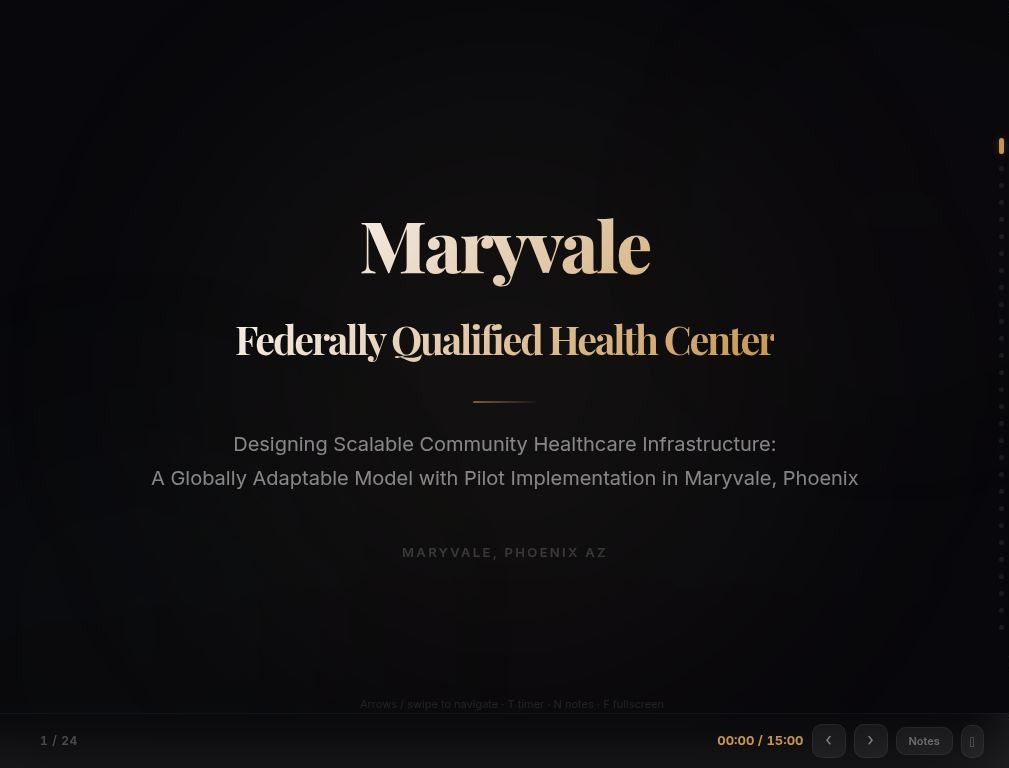 Maryvale
Federally Qualified Health Center
Designing Scalable Community Healthcare Infrastructure:
A Globally Adaptable Model with Pilot Implementation in Maryvale, Phoenix
MARYVALE, PHOENIX AZ
Arrows / swipe to navigate · T timer · N notes · F fullscreen
1 / 24
00:00 / 15:00
‹
›
Notes